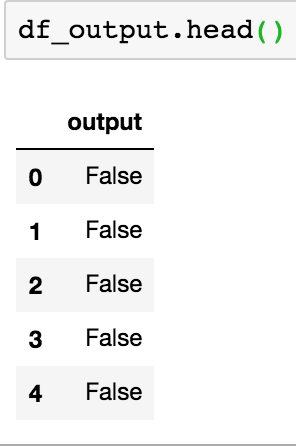 df_output.head()
output
0 False
1 False
2 False
3 False
4 False